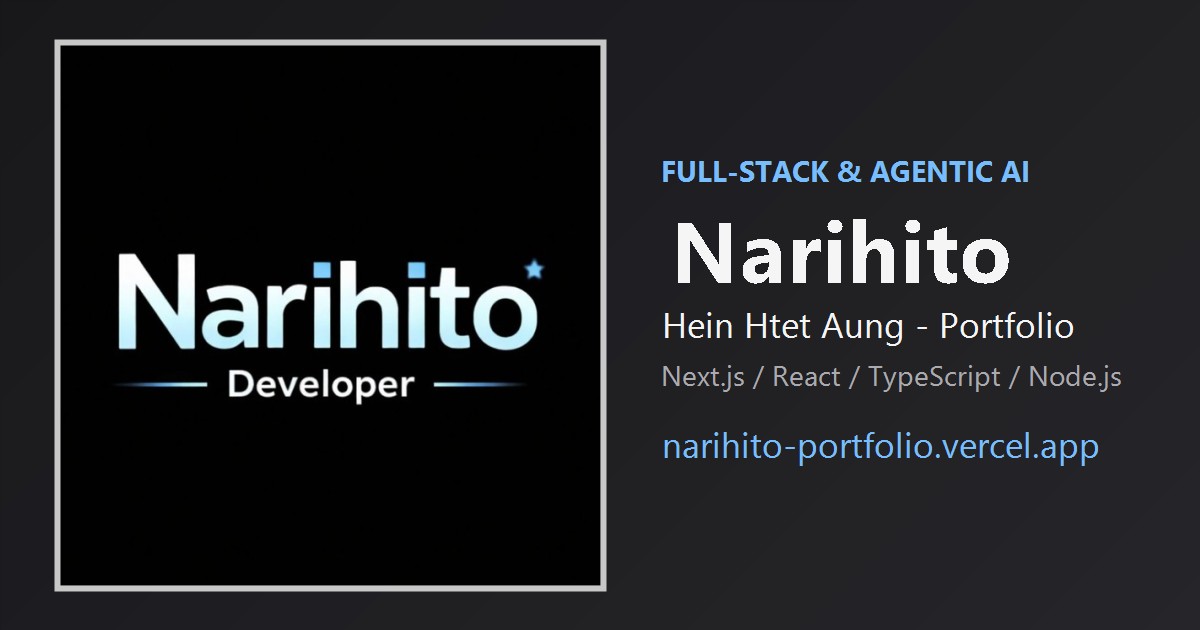 Narihito
Developer
FULL-STACK & AGENTIC AI
Narihito
Hein Htet Aung - Portfolio
Next.js / React / TypeScript / Node.js
narihito-portfolio.vercel.app